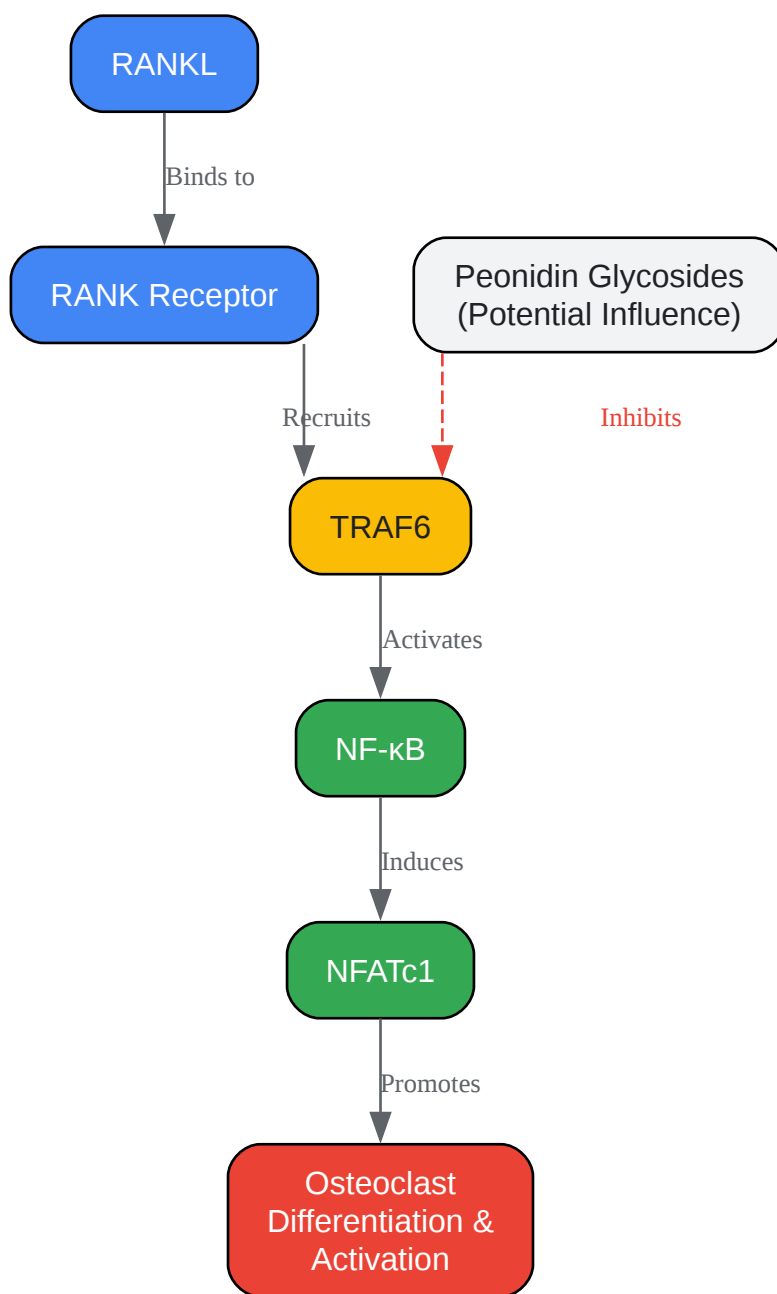 RANKL
Binds to
RANK Receptor
Peonidin Glycosides
(Potential Influence)
Recruits
Inhibits
TRAF6
Activates
NF-κB
Induces
NFATc1
Promotes
Osteoclast
Differentiation &
Activation